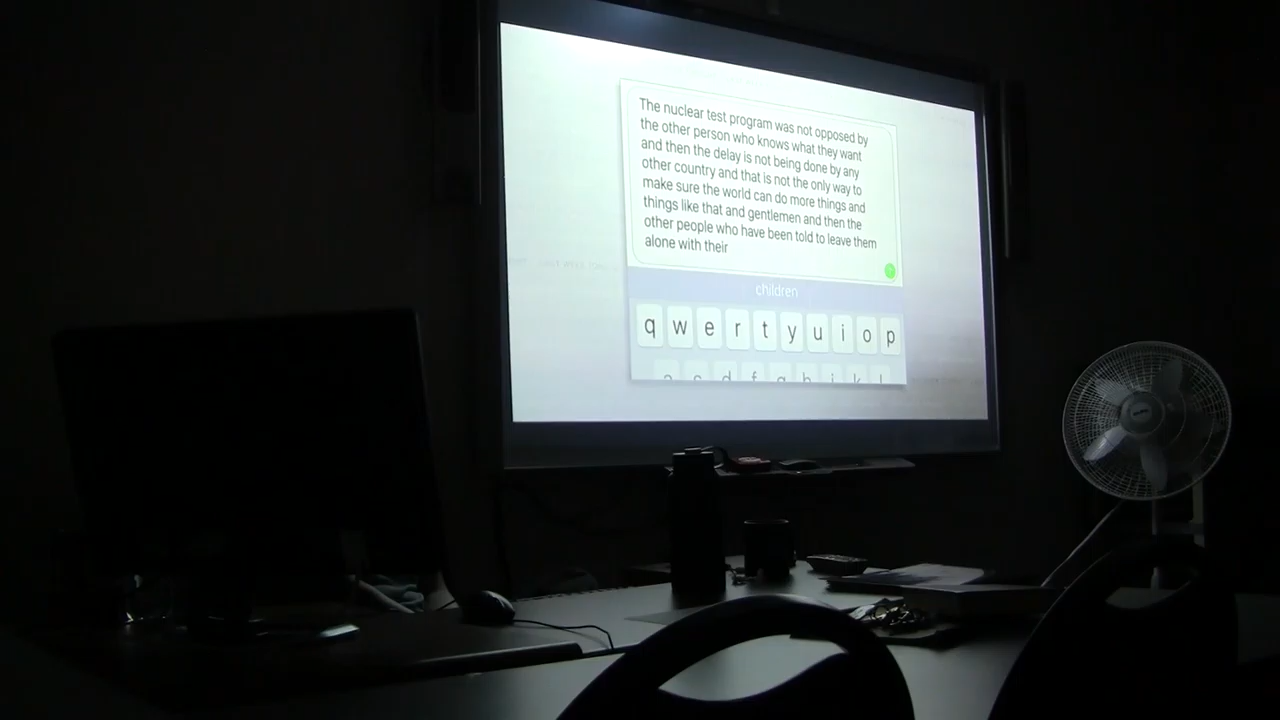 The nuclear test program was not opposed by
the other person who knows what they want
and then the delay is not being done by any
other country and that is not the only way to
make sure the world can do more things and
things like that and gentlemen and then the
other people who have been told to leave them
alone with their
children
q w e r t y u i o p
a s d f g h j k l